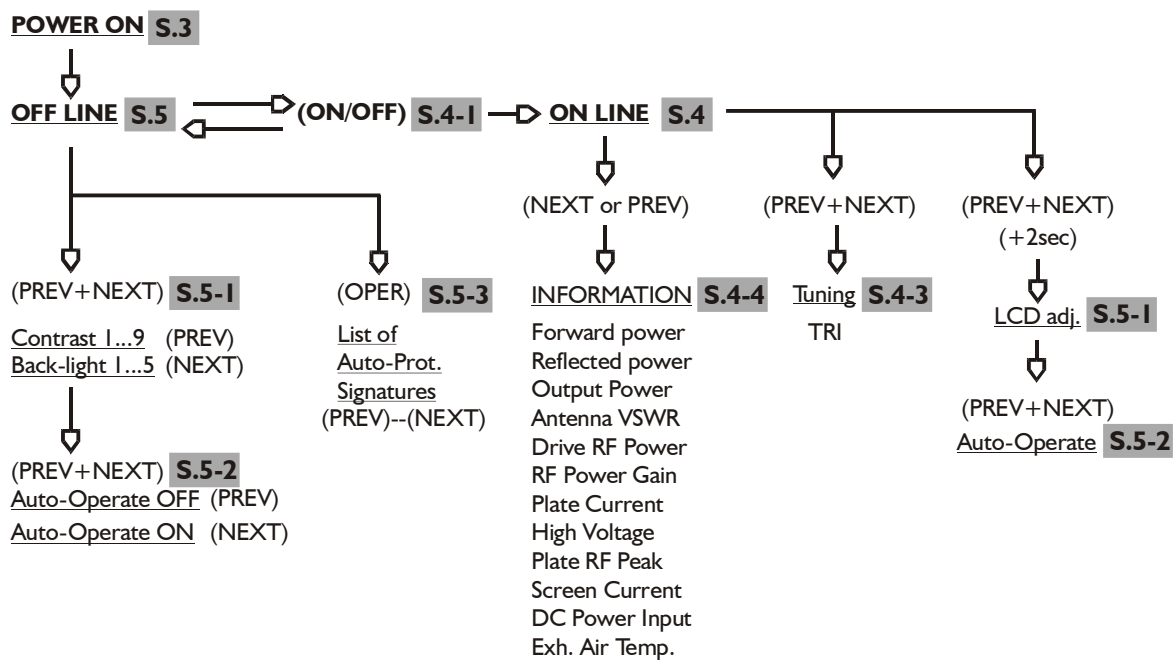 POWER ON S.3
OFF LINE S.5
(ON/OFF) S.4-1
ON LINE S.4
(PREV+NEXT) S.5-1
Contrast 1...9 (PREV)
Back-light 1...5 (NEXT)
(PREV+NEXT) S.5-2
Auto-Operate OFF (PREV)
Auto-Operate ON (NEXT)
(OPER) S.5-3
List of
Auto-Prot.
Signatures
(PREV)--(NEXT)
(NEXT or PREV)
INFORMATION S.4-4
Forward power
Reflected power
Output Power
Antenna VSWR
Drive RF Power
RF Power Gain
Plate Current
High Voltage
Plate RF Peak
Screen Current
DC Power Input
Exh. Air Temp.
(PREV+NEXT)
Tuning S.4-3
TRI
(PREV+NEXT)
(+2sec)
LCD adj. S.5-1
(PREV+NEXT)
Auto-Operate S.5-2